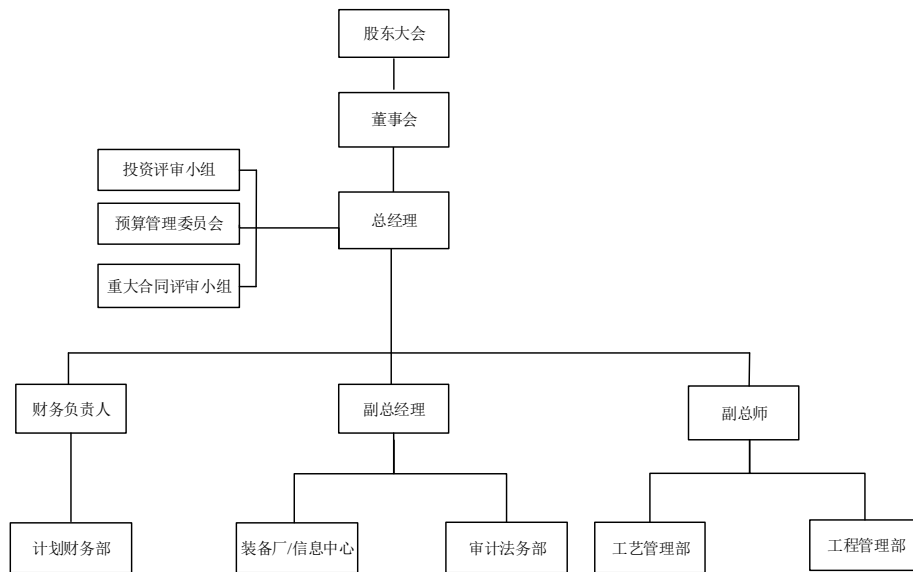 股东大会
董事会
投资评审小组
总经理
预算管理委员会
重大合同评审小组
财务负责人
副总经理
副总师
计划财务部
装备厂/信息中心
审计法务部
工艺管理部
工程管理部